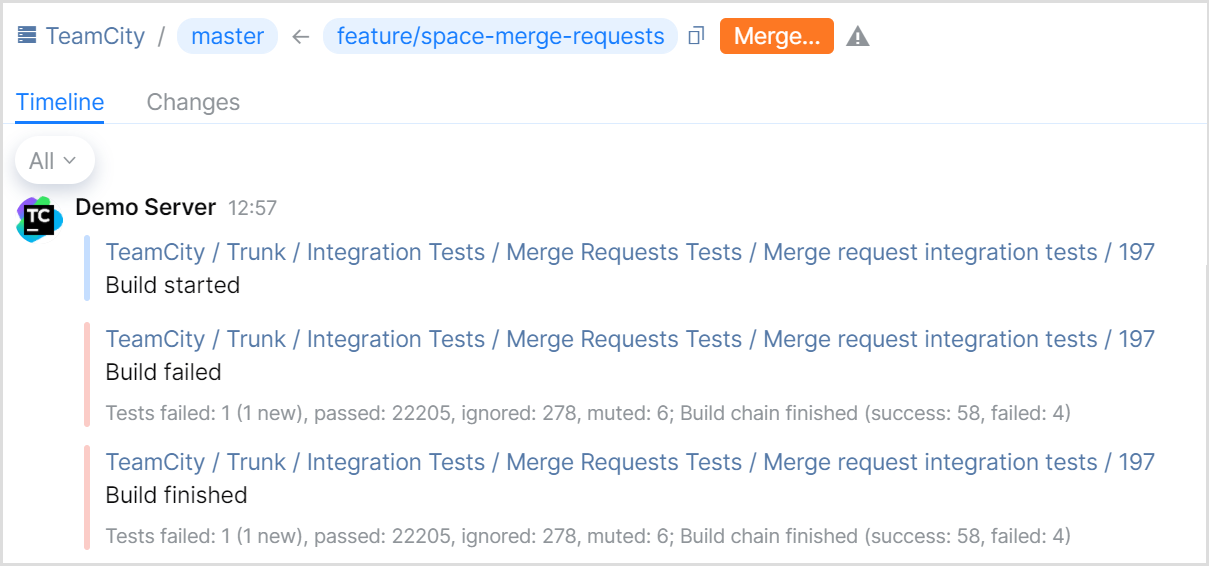 TeamCity / master ← feature/space-merge-requests Merge...
Timeline Changes
All
TC
Demo Server 12:57
TeamCity / Trunk / Integration Tests / Merge Requests Tests / Merge request integration tests / 197
Build started
TeamCity / Trunk / Integration Tests / Merge Requests Tests / Merge request integration tests / 197
Build failed
Tests failed: 1 (1 new), passed: 22205, ignored: 278, muted: 6; Build chain finished (success: 58, failed: 4)
TeamCity / Trunk / Integration Tests / Merge Requests Tests / Merge request integration tests / 197
Build finished
Tests failed: 1 (1 new), passed: 22205, ignored: 278, muted: 6; Build chain finished (success: 58, failed: 4)